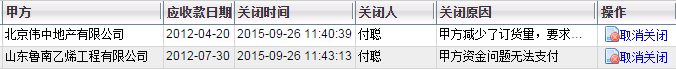 甲方 应收款日期 关闭时间 关闭人 关闭原因 操作
北京伟中地产有限公司 2012-04-20 2015-09-26 11:40:39 付聪 甲方减少了订货量，要求... 取消关闭
山东鲁南乙烯工程有限公司 2012-07-30 2015-09-26 11:43:13 付聪 甲方资金问题无法支付 取消关闭